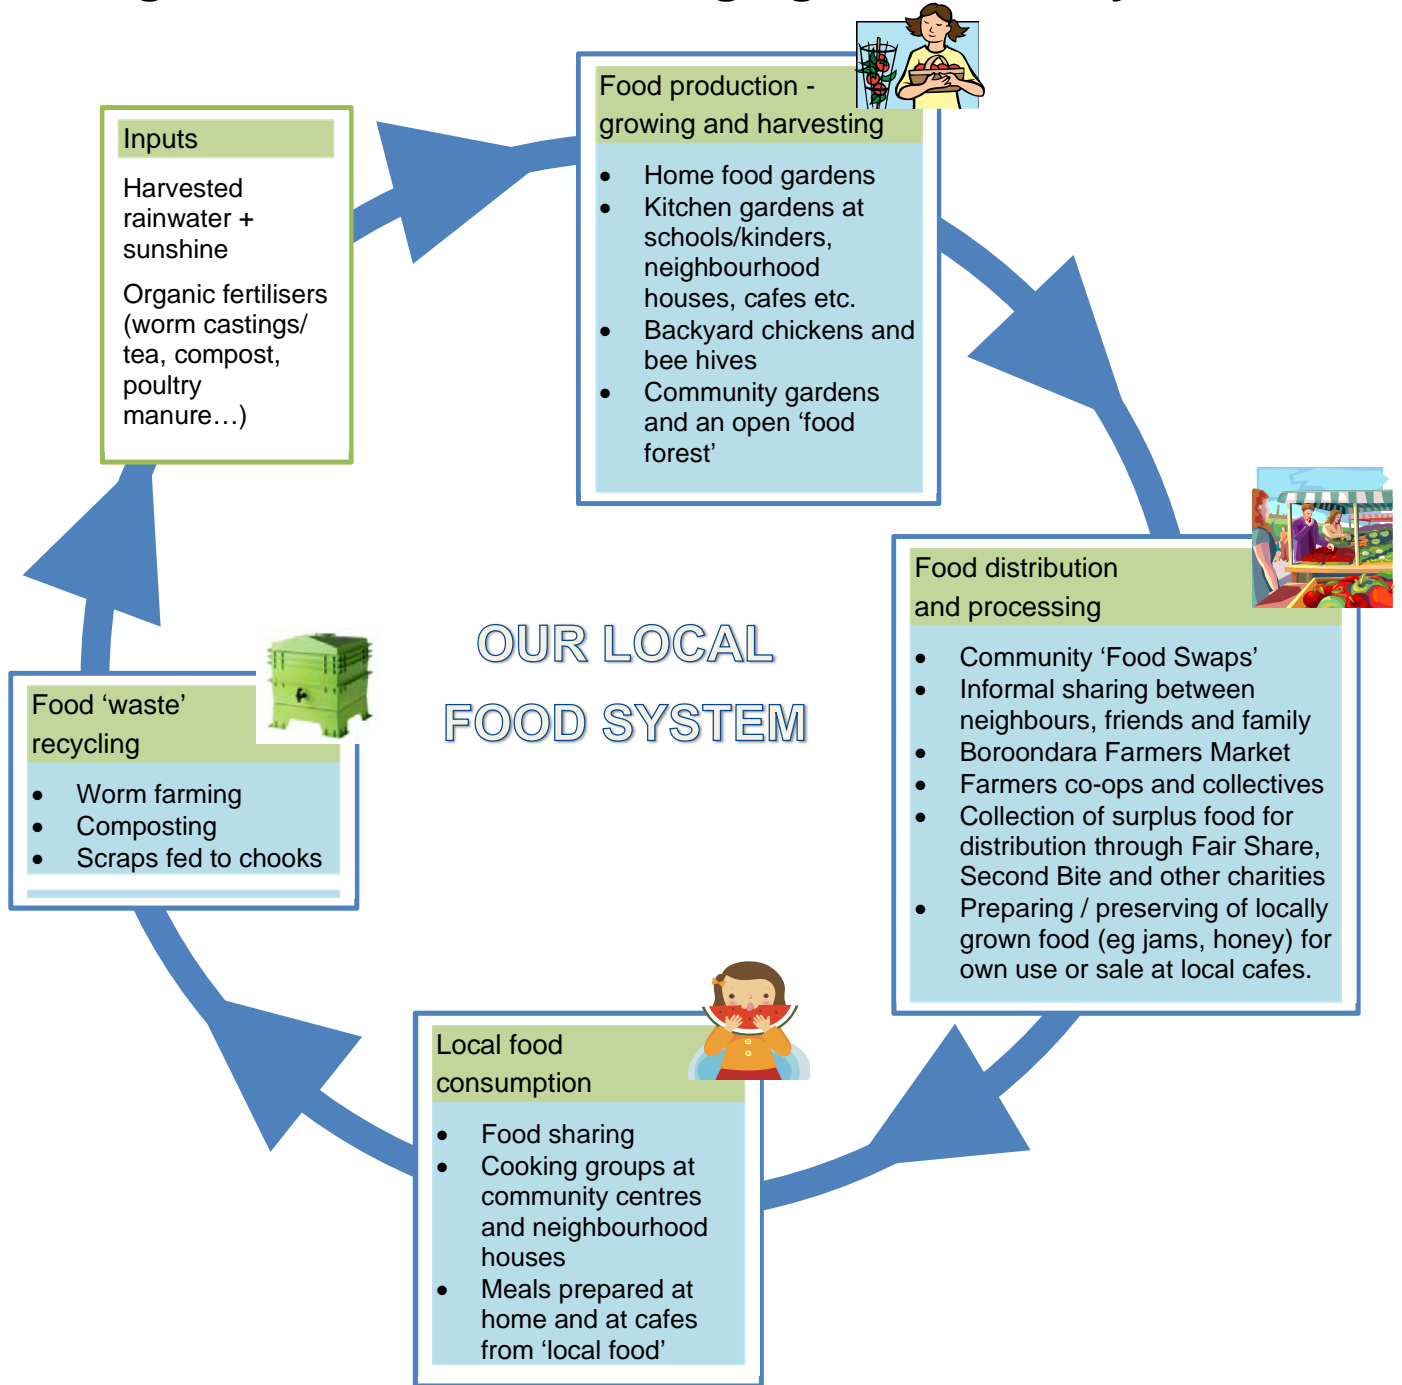 Inputs
Harvested
rainwater +
sunshine
Organic fertilisers
(worm castings/
tea, compost,
poultry
manure…)
Food production -
growing and harvesting
• Home food gardens
• Kitchen gardens at
schools/kinders,
neighbourhood
houses, cafes etc.
• Backyard chickens and
bee hives
• Community gardens
and an open ‘food
forest’
Food distribution
and processing
• Community ‘Food Swaps’
• Informal sharing between
neighbours, friends and family
• Boroondara Farmers Market
• Farmers co-ops and collectives
• Collection of surplus food for
distribution through Fair Share,
Second Bite and other charities
• Preparing / preserving of locally
grown food (eg jams, honey) for
own use or sale at local cafes.
OUR LOCAL
FOOD SYSTEM
Food ‘waste’
recycling
• Worm farming
• Composting
• Scraps fed to chooks
Local food
consumption
• Food sharing
• Cooking groups at
community centres
and neighbourhood
houses
• Meals prepared at
home and at cafes
from ‘local food’